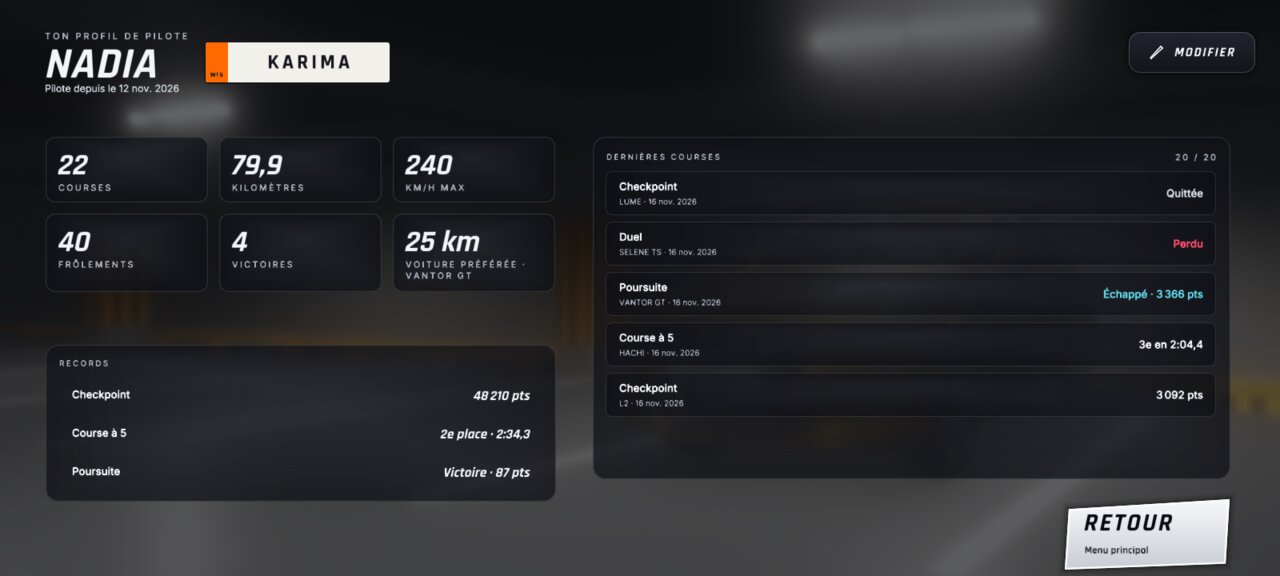 TON PROFIL DE PILOTE
NADIA
WFS
KARIMA
Pilote depuis le 12 nov. 2026
MODIFIER
22
COURSES
79,9
KILOMÈTRES
240
KM/H MAX
40
FRÔLEMENTS
4
VICTOIRES
25 km
VOITURE PRÉFÉRÉE ·
VANTOR GT
RECORDS
Checkpoint
48 210 pts
Course à 5
2e place · 2:34,3
Poursuite
Victoire · 87 pts
DERNIÈRES COURSES
20 / 20
Checkpoint
LUME · 16 nov. 2026
Quittée
Duel
SELENE TS · 16 nov. 2026
Perdu
Poursuite
VANTOR GT · 16 nov. 2026
Échappé · 3 366 pts
Course à 5
HACHI · 16 nov. 2026
3e en 2:04,4
Checkpoint
L2 · 16 nov. 2026
3 092 pts
RETOUR
Menu principal